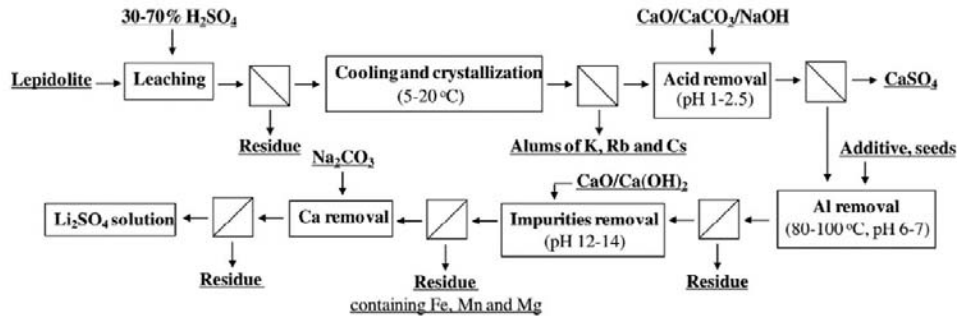 30-70% H₂SO₄
CaO/CaCO₃/NaOH
Lepidolite
Leaching
Cooling and crystallization
(5-20 °C)
Acid removal
(pH 1-2.5)
CaSO₄
Residue
Alums of K, Rb and Cs
Additive, seeds
Na₂CO₃
CaO/Ca(OH)₂
Li₂SO₄ solution
Ca removal
Impurities removal
(pH 12-14)
Al removal
(80-100 °C, pH 6-7)
Residue
Residue
containing Fe, Mn and Mg
Residue